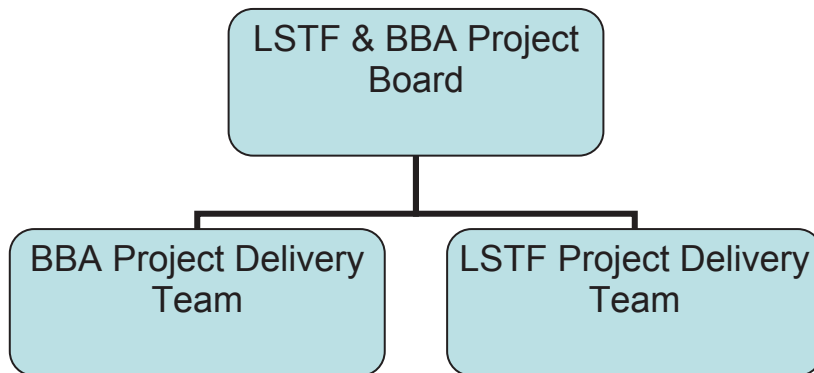 LSTF & BBA Project
Board
BBA Project Delivery
Team
LSTF Project Delivery
Team